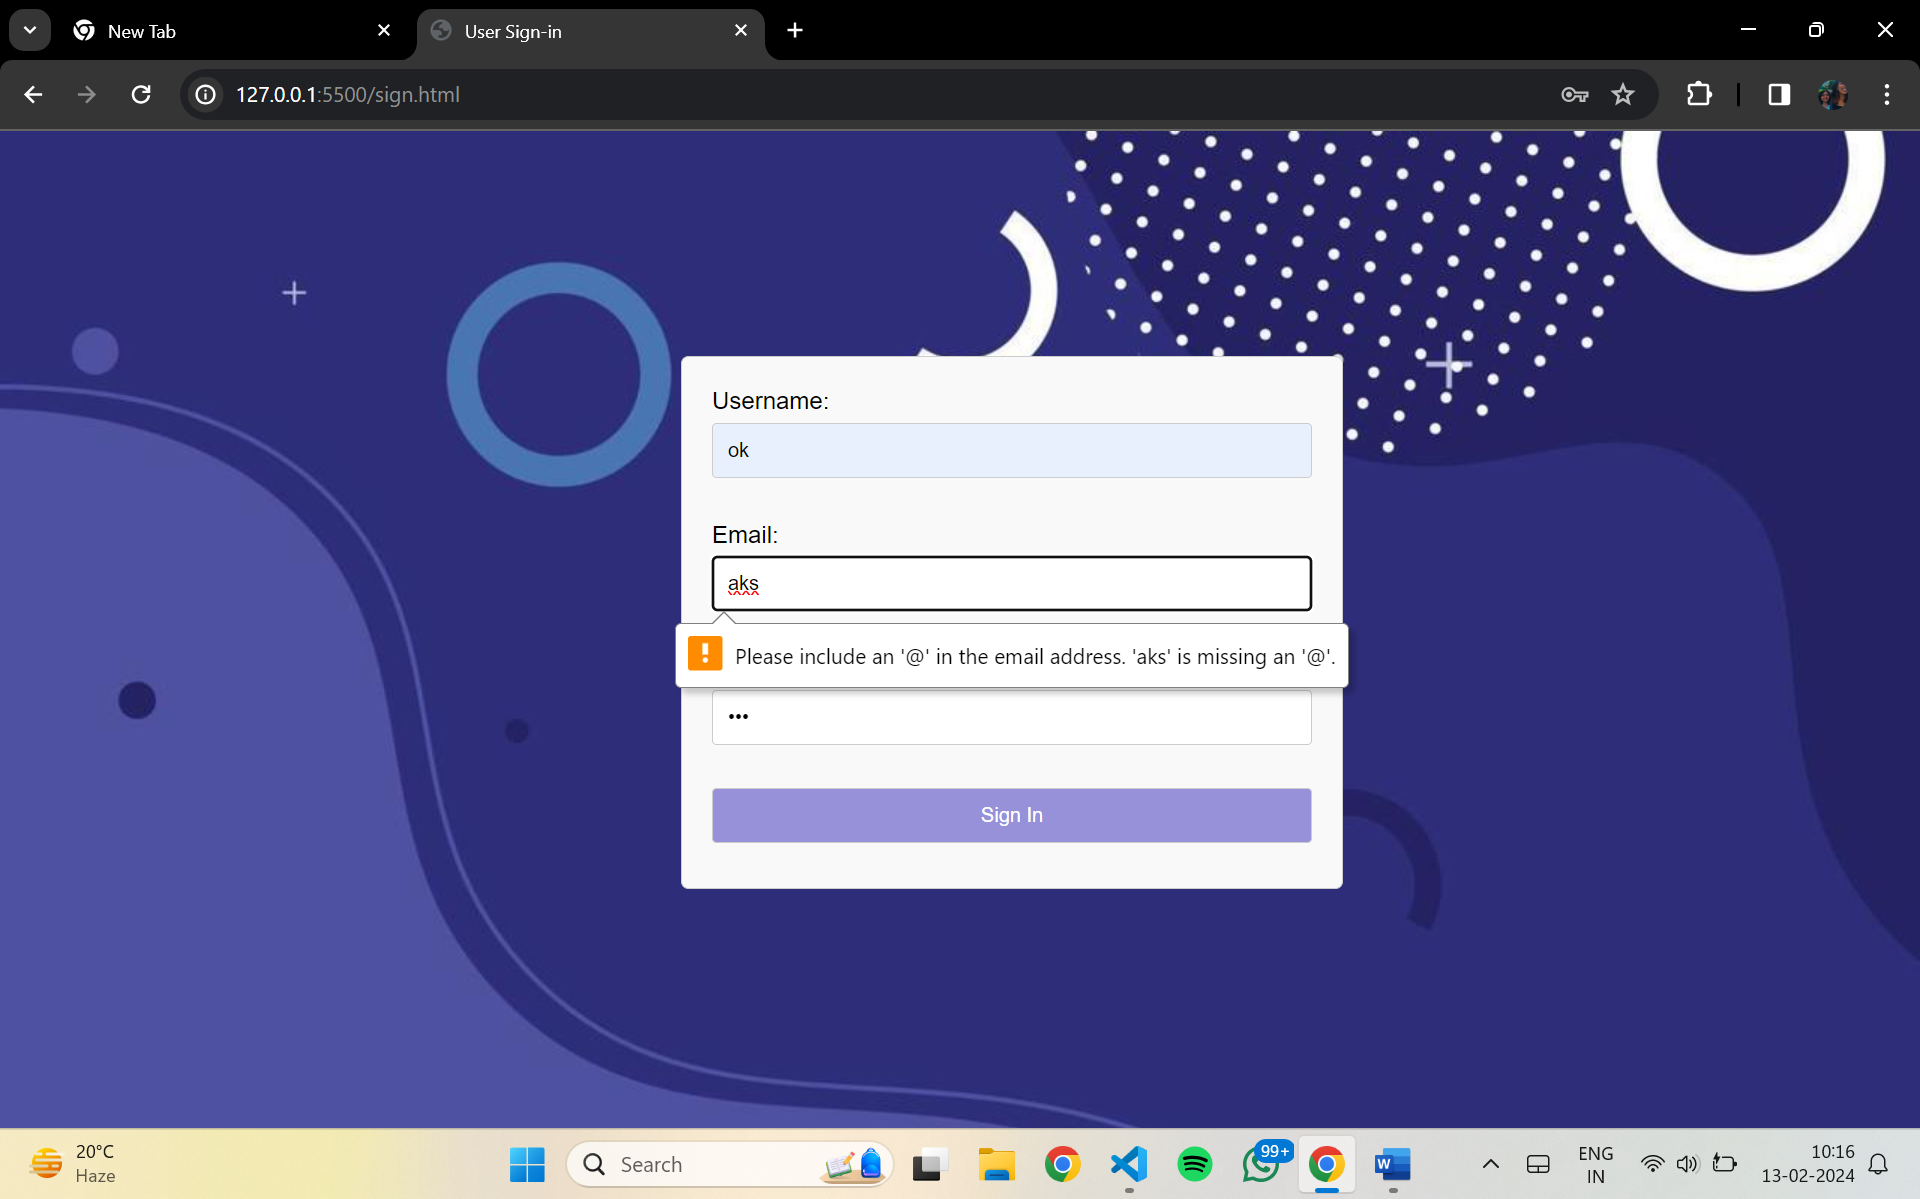 New Tab
User Sign-in
127.0.0.1:5500/sign.html
Username:
ok
Email:
aks
Please include an '@' in the email address. 'aks' is missing an '@'.
•••
Sign In
20°C
Haze
Search
99+
W
ENG
IN
10:16
13-02-2024